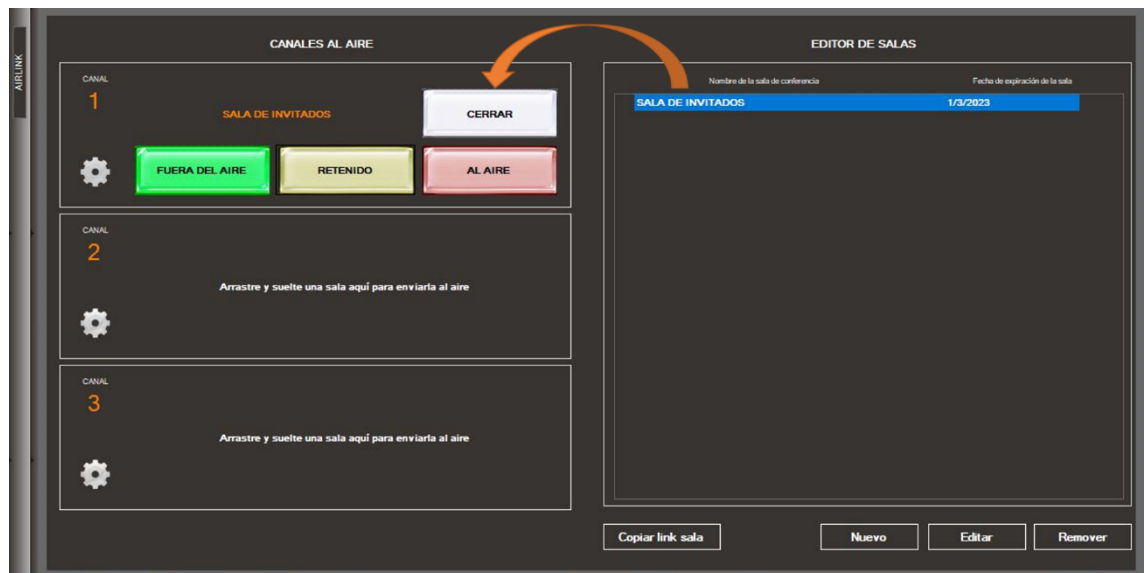 AIRLINK
CANALES AL AIRE
CANAL
1
SALA DE INVITADOS
CERRAR
FUERA DEL AIRE
RETENIDO
AL AIRE
CANAL
2
Arrastre y suelte una sala aquí para enviarla al aire
CANAL
3
Arrastre y suelte una sala aquí para enviarla al aire
EDITOR DE SALAS
Nombre de la sala de conferencia Fecha de expiración de la sala
SALA DE INVITADOS 1/3/2023
Copiar link sala Nuevo Editar Remover